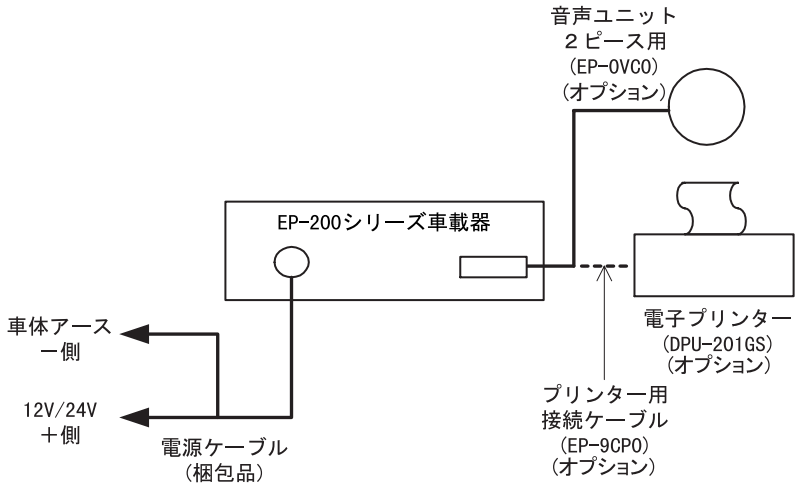 音声ユニット
2ピース用
(EP-0VC0)
(オプション)
EP-200シリーズ車載器
車体アース
－側
12V/24V
＋側
電源ケーブル
(梱包品)
電子プリンター
(DPU-201GS)
(オプション)
プリンター用
接続ケーブル
(EP-9CP0)
(オプション)